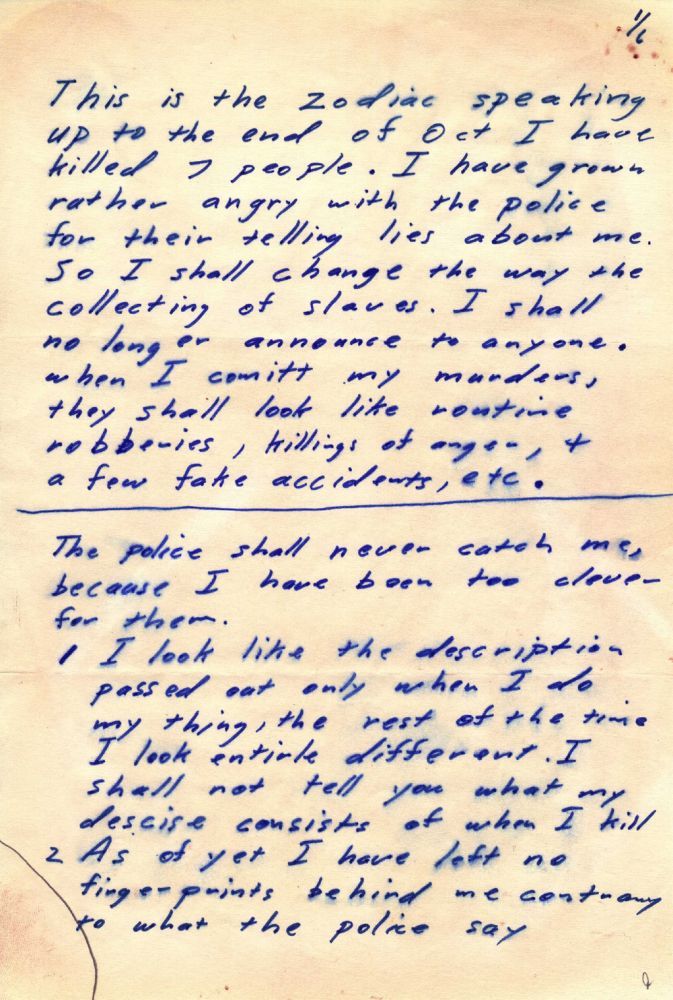 1/6
This is the Zodiac speaking
up to the end of Oct I have
killed 7 people. I have grown
rather angry with the police
for their telling lies about me.
So I shall change the way the
collecting of slaves. I shall
no longer announce to anyone.
when I comitt my murders,
they shall look like routine
robberies, killings of anger, +
a few fake accidents, etc.
The police shall never catch me,
because I have been too clever
for them.
1 I look like the description
passed out only when I do
my thing, the rest of the time
I look entirle different. I
shall not tell you what my
descise consists of when I kill
2 As of yet I have left no
fingerprints behind me contrary
to what the police say